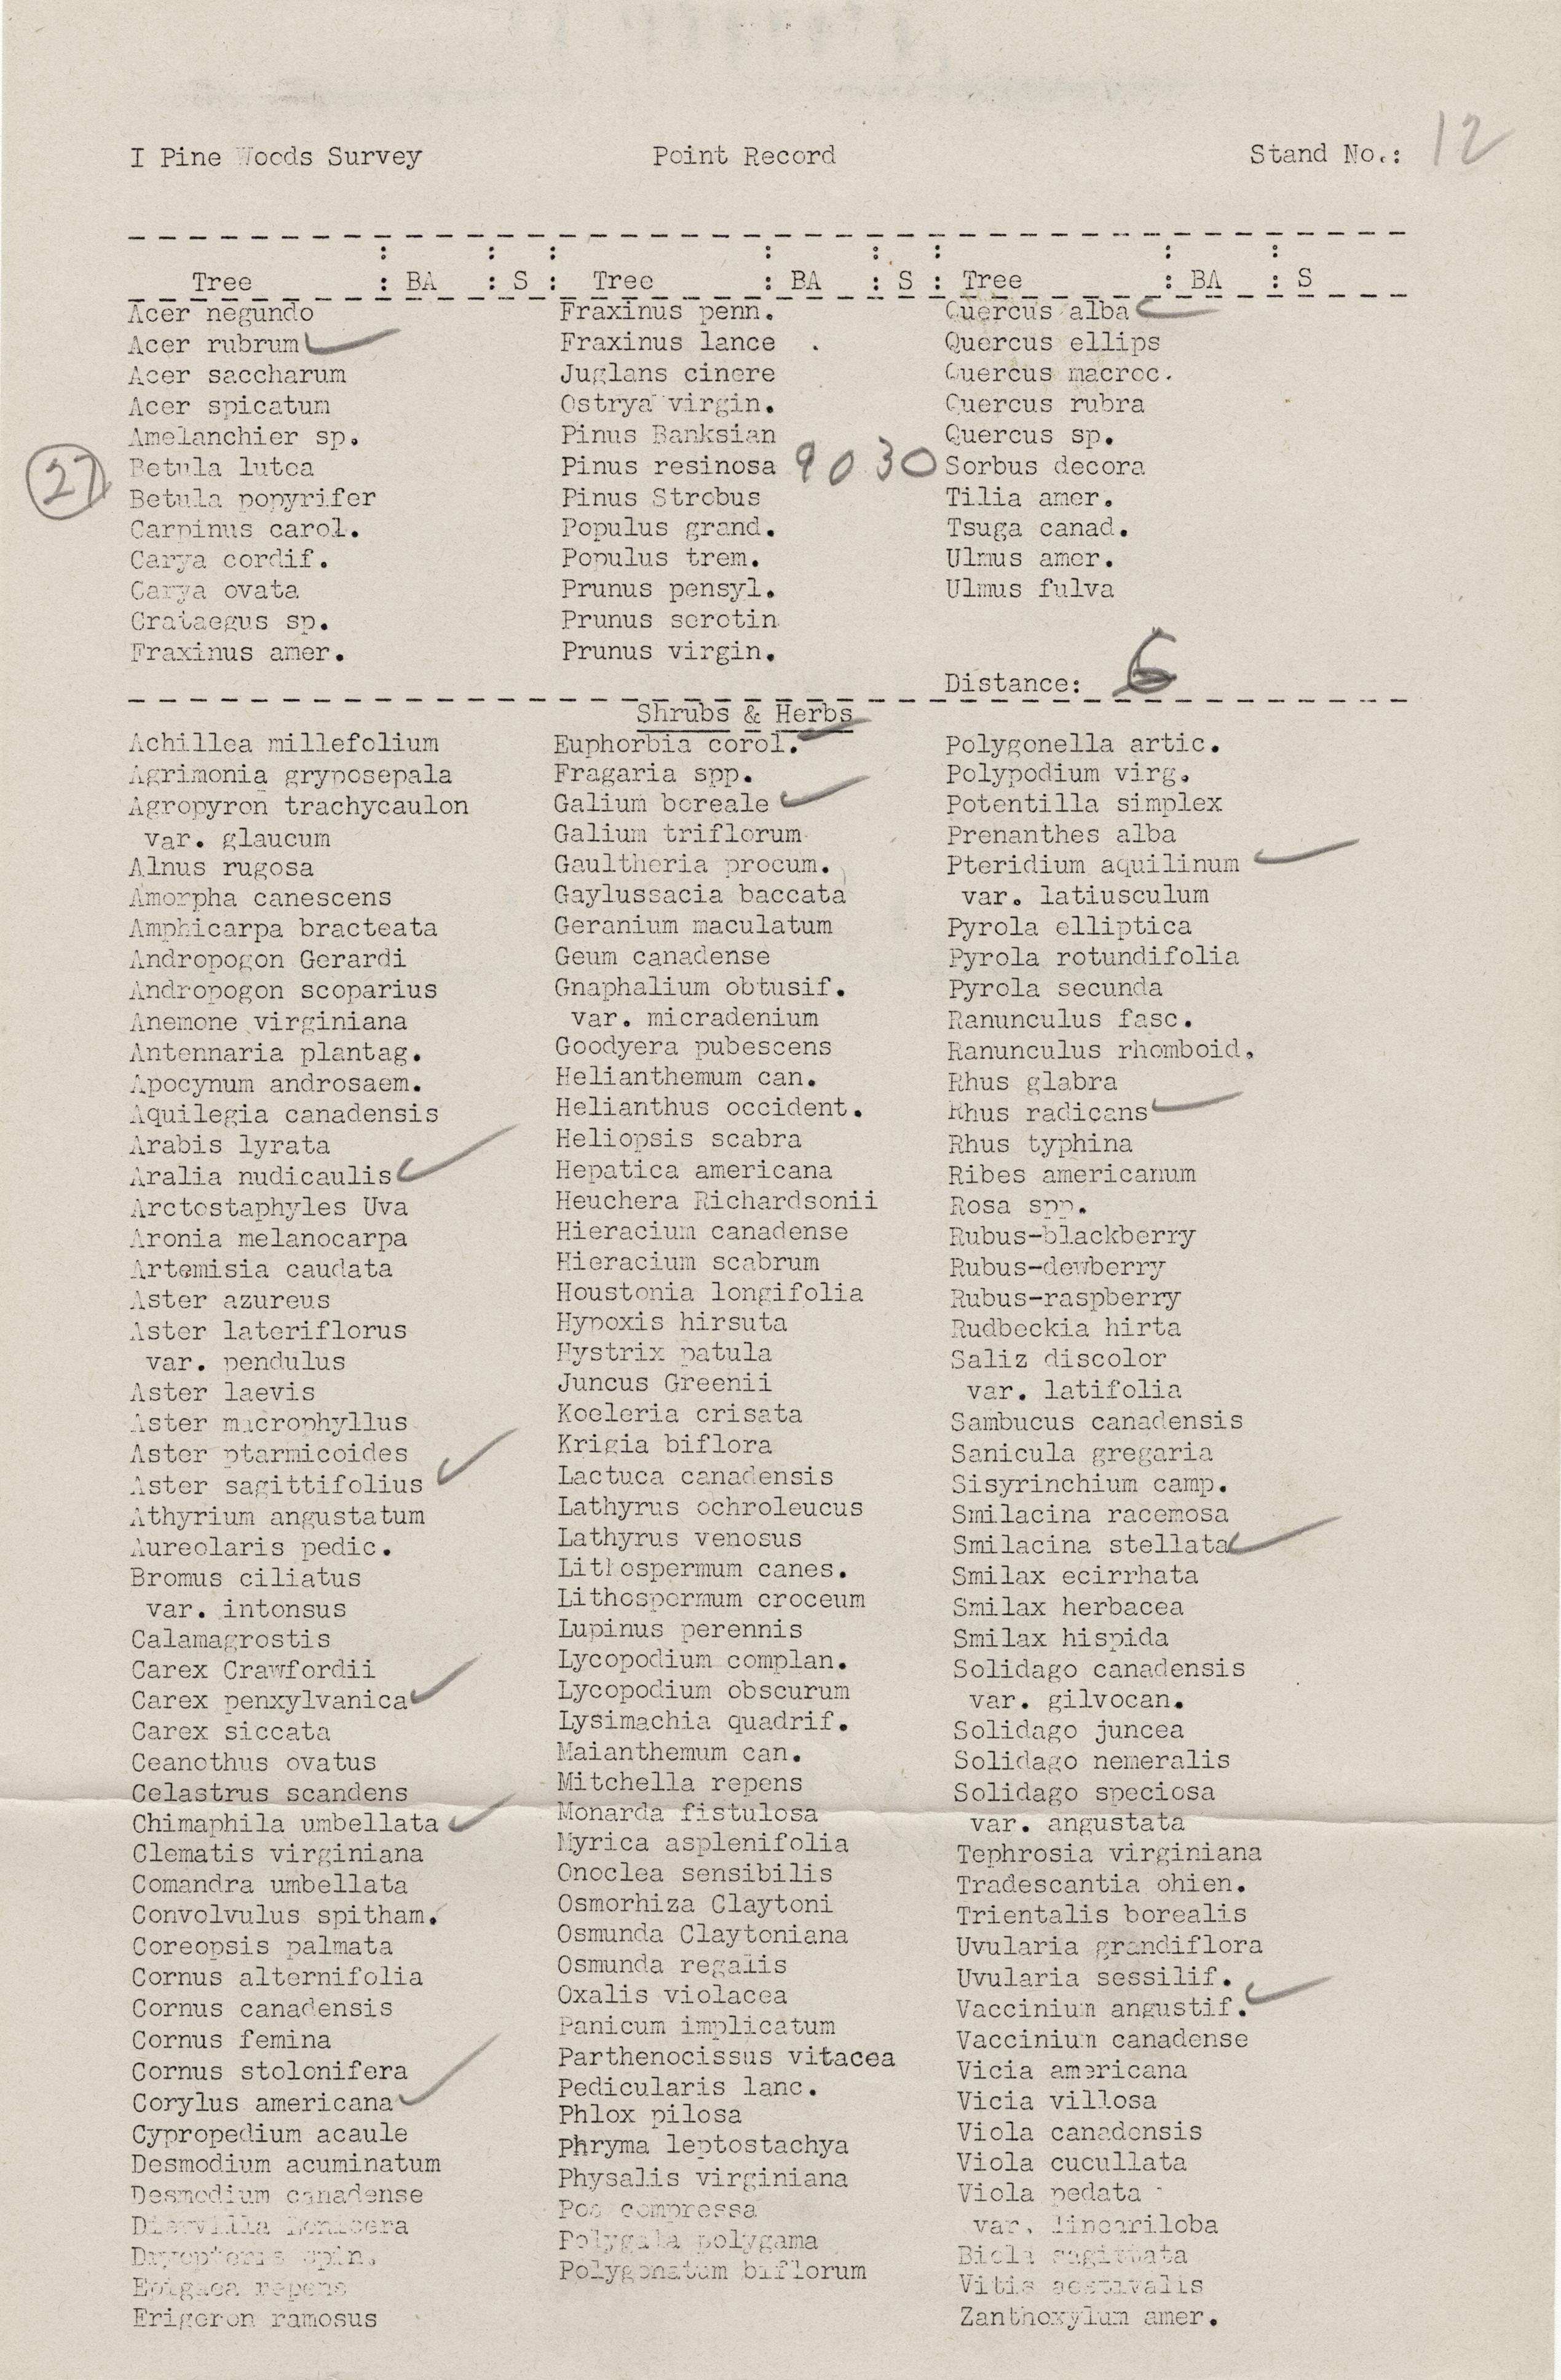 I Pine Woods Survey Point Record Stand No.: 12
Tree : BA : S : Tree : BA : S : Tree : BA : S
Acer negundo
Acer rubrum ✓
Acer saccharum
Acer spicatum
Amelanchier sp.
27 Betula lutea
Betula popyrifer
Carpinus carol.
Carya cordif.
Carya ovata
Crataegus sp.
Fraxinus amer.
Fraxinus penn.
Fraxinus lance .
Juglans cinere
Ostrya virgin.
Pinus Banksian
Pinus resinosa 90 30
Pinus Strobus
Populus grand.
Populus trem.
Prunus pensyl.
Prunus serotin
Prunus virgin.
Quercus alba ✓
Quercus ellips
Quercus macroc.
Quercus rubra
Quercus sp.
Sorbus decora
Tilia amer.
Tsuga canad.
Ulmus amer.
Ulmus fulva
Distance: 6
Shrubs & Herbs
Achillea millefolium
Agrimonia gryposepala
Agropyron trachycaulon
var. glaucum
Alnus rugosa
Amorpha canescens
Amphicarpa bracteata
Andropogon Gerardi
Andropogon scoparius
Anemone virginiana
Antennaria plantag.
Apocynum androsaem.
Aquilegia canadensis
Arabis lyrata
Aralia nudicaulis ✓
Arctostaphyles Uva
Aronia melanocarpa
Artemisia caudata
Aster azureus
Aster lateriflorus
var. pendulus
Aster laevis
Aster macrophyllus
Aster ptarmicoides
Aster sagittifolius ✓
Athyrium angustatum
Aureolaris pedic.
Bromus ciliatus
var. intonsus
Calamagrostis
Carex Crawfordii
Carex penxylvanica ✓
Carex siccata
Ceanothus ovatus
Celastrus scandens
Chimaphila umbellata ✓
Clematis virginiana
Comandra umbellata
Convolvulus spitham.
Coreopsis palmata
Cornus alternifolia
Cornus canadensis
Cornus femina
Cornus stolonifera
Corylus americana ✓
Cypropedium acaule
Desmodium acuminatum
Desmodium canadense
Diervilla Lonicera
Dryopteris spin.
Epigaea repens
Erigeron ramosus
Euphorbia corol. ✓
Fragaria spp.
Galium boreale ✓
Galium triflorum
Gaultheria procum.
Gaylussacia baccata
Geranium maculatum
Geum canadense
Gnaphalium obtusif.
var. micradenium
Goodyera pubescens
Helianthemum can.
Helianthus occident.
Heliopsis scabra
Hepatica americana
Heuchera Richardsonii
Hieracium canadense
Hieracium scabrum
Houstonia longifolia
Hypoxis hirsuta
Hystrix patula
Juncus Greenii
Koeleria crisata
Krigia biflora
Lactuca canadensis
Lathyrus ochroleucus
Lathyrus venosus
Lithospermum canes.
Lithospermum croceum
Lupinus perennis
Lycopodium complan.
Lycopodium obscurum
Lysimachia quadrif.
Maianthemum can.
Mitchella repens
Monarda fistulosa
Myrica asplenifolia
Onoclea sensibilis
Osmorhiza Claytoni
Osmunda Claytoniana
Osmunda regalis
Oxalis violacea
Panicum implicatum
Parthenocissus vitacea
Pedicularis lanc.
Phlox pilosa
Phryma leptostachya
Physalis virginiana
Poa compressa
Polygala polygama
Polygonatum biflorum
Polygonella artic.
Polypodium virg.
Potentilla simplex
Prenanthes alba
Pteridium aquilinum ✓
var. latiusculum
Pyrola elliptica
Pyrola rotundifolia
Pyrola secunda
Ranunculus fasc.
Ranunculus rhomboid.
Rhus glabra
Rhus radicans ✓
Rhus typhina
Ribes americanum
Rosa spp.
Rubus-blackberry
Rubus-dewberry
Rubus-raspberry
Rudbeckia hirta
Saliz discolor
var. latifolia
Sambucus canadensis
Sanicula gregaria
Sisyrinchium camp.
Smilacina racemosa
Smilacina stellata ✓
Smilax ecirrhata
Smilax herbacea
Smilax hispida
Solidago canadensis
var. gilvocan.
Solidago juncea
Solidago nemeralis
Solidago speciosa
var. angustata
Tephrosia virginiana
Tradescantia ohien.
Trientalis borealis
Uvularia grandiflora
Uvularia sessilif.
Vaccinium angustif. ✓
Vaccinium canadense
Vicia americana
Vicia villosa
Viola canadensis
Viola cucullata
Viola pedata
var. lineariloba
Biola sagittata
Vitis aestivalis
Zanthoxylum amer.